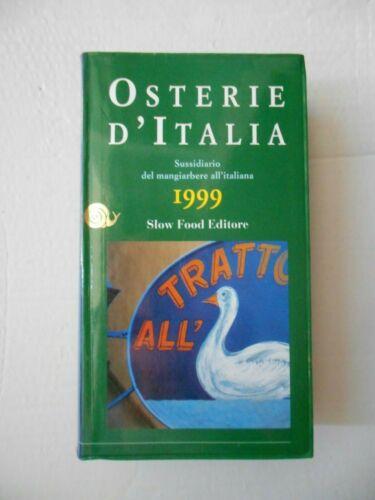 OSTERIE
D'ITALIA
Sussidiario
del mangiarbere all'italiana
1999
Slow Food Editore
TRATTO
ALL'